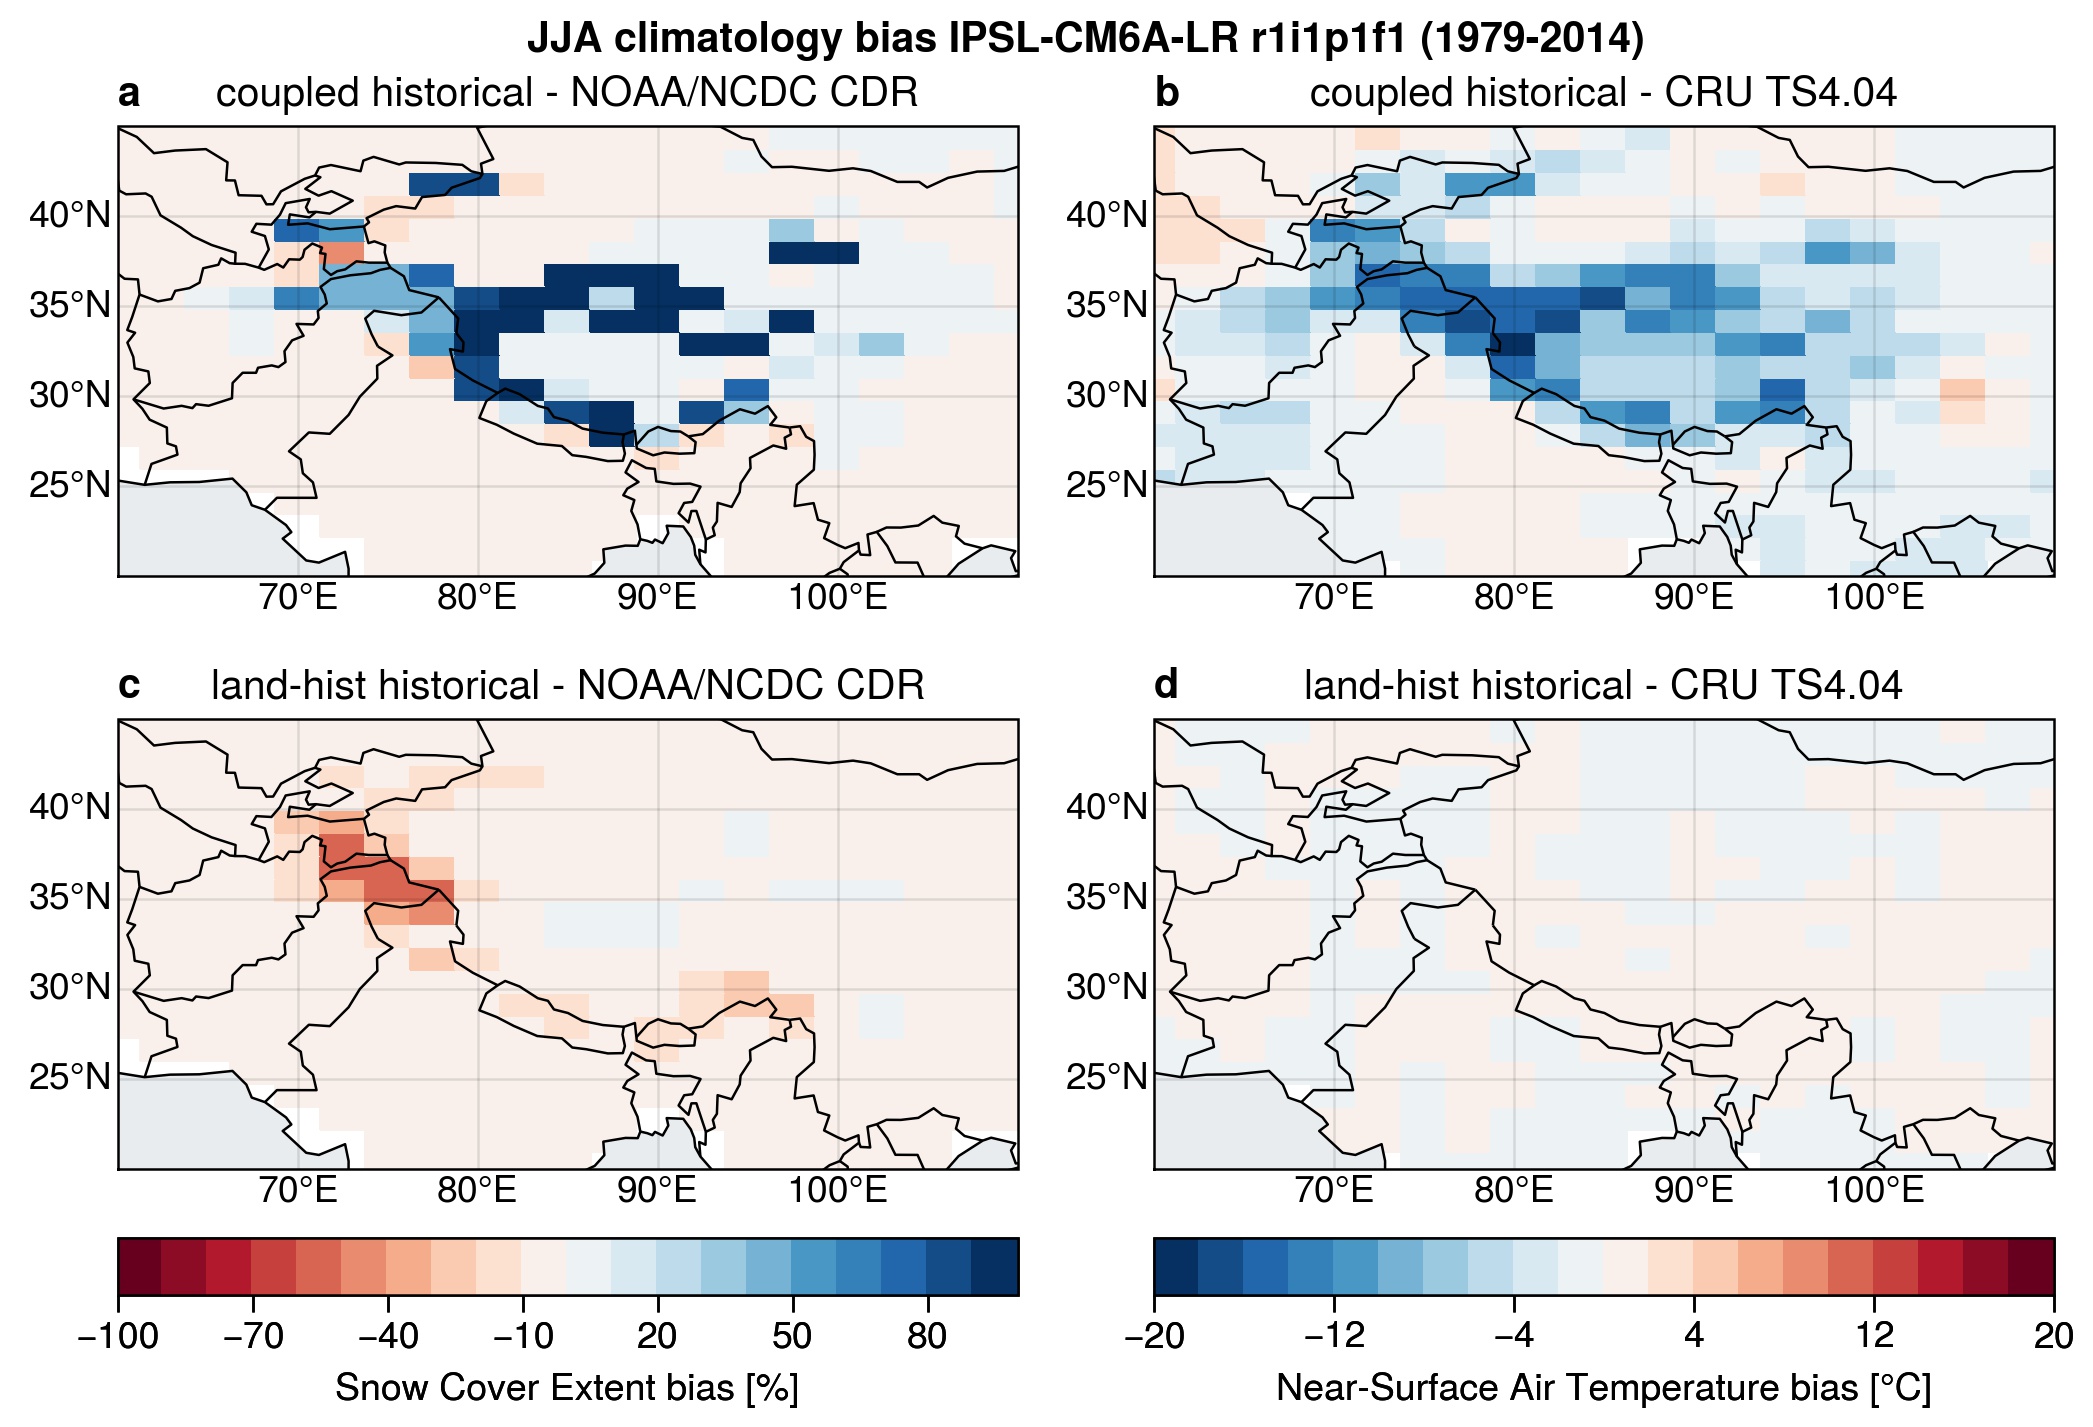 JJA climatology bias IPSL-CM6A-LR r1i1p1f1 (1979-2014)
a coupled historical - NOAA/NCDC CDR
40°N
35°N
30°N
25°N
70°E 80°E 90°E 100°E
b coupled historical - CRU TS4.04
40°N
35°N
30°N
25°N
70°E 80°E 90°E 100°E
c land-hist historical - NOAA/NCDC CDR
40°N
35°N
30°N
25°N
70°E 80°E 90°E 100°E
d land-hist historical - CRU TS4.04
40°N
35°N
30°N
25°N
70°E 80°E 90°E 100°E
−100 −70 −40 −10 20 50 80
Snow Cover Extent bias [%]
−20 −12 −4 4 12 20
Near-Surface Air Temperature bias [°C]